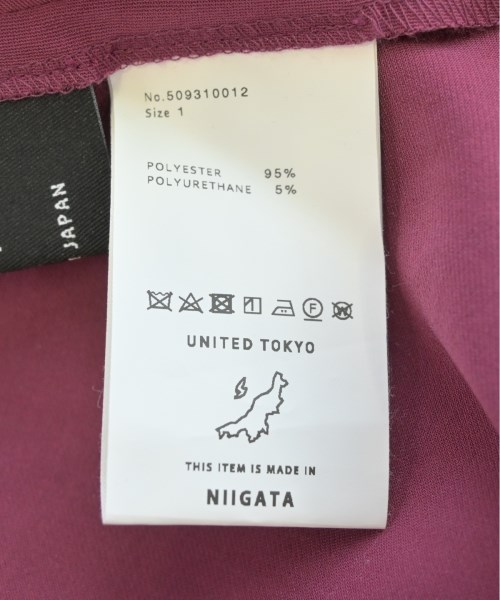 No.509310012
Size 1
POLYESTER 95%
POLYURETHANE 5%
F
W
UNITED TOKYO
THIS ITEM IS MADE IN
NIIGATA
JAPAN